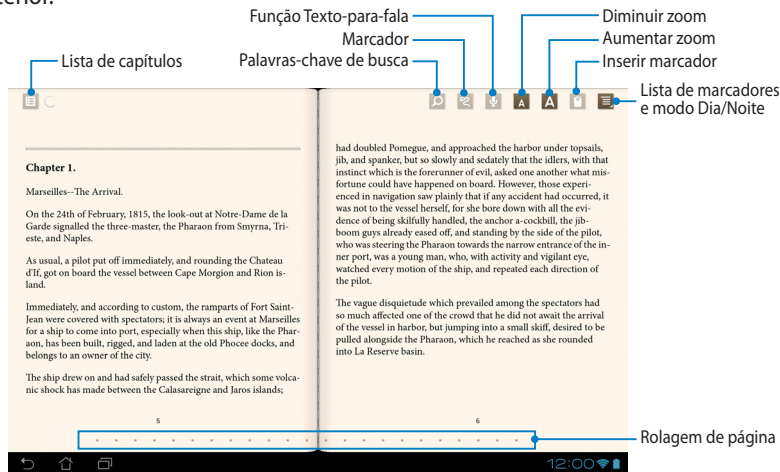 terior.
Função Texto-para-fala
Marcador
Palavras-chave de busca
Lista de capítulos
Diminuir zoom
Aumentar zoom
Inserir marcador
Lista de marcadores
e modo Dia/Noite
A
A
Chapter 1.
Marseilles--The Arrival.
On the 24th of February, 1815, the look-out at Notre-Dame de la
Garde signalled the three-master, the Pharaon from Smyrna, Tri-
este, and Naples.
As usual, a pilot put off immediately, and rounding the Chateau
d'If, got on board the vessel between Cape Morgion and Rion is-
land.
Immediately, and according to custom, the ramparts of Fort Saint-
Jean were covered with spectators; it is always an event at Marseilles
for a ship to come into port, especially when this ship, like the Phar-
aon, has been built, rigged, and laden at the old Phocee docks, and
belongs to an owner of the city.
The ship drew on and had safely passed the strait, which some volca-
nic shock has made between the Calasareigne and Jaros islands;
5
had doubled Pomegue, and approached the harbor under topsails,
jib, and spanker, but so slowly and sedately that the idlers, with that
instinct which is the forerunner of evil, asked one another what mis-
fortune could have happened on board. However, those experi-
enced in navigation saw plainly that if any accident had occurred, it
was not to the vessel herself, for she bore down with all the evi-
dence of being skilfully handled, the anchor a-cockbill, the jib-
boom guys already eased off, and standing by the side of the pilot,
who was steering the Pharaon towards the narrow entrance of the in-
ner port, was a young man, who, with activity and vigilant eye,
watched every motion of the ship, and repeated each direction of
the pilot.
The vague disquietude which prevailed among the spectators had
so much affected one of the crowd that he did not await the arrival
of the vessel in harbor, but jumping into a small skiff, desired to be
pulled alongside the Pharaon, which he reached as she rounded
into La Reserve basin.
6
Rolagem de página
12:00